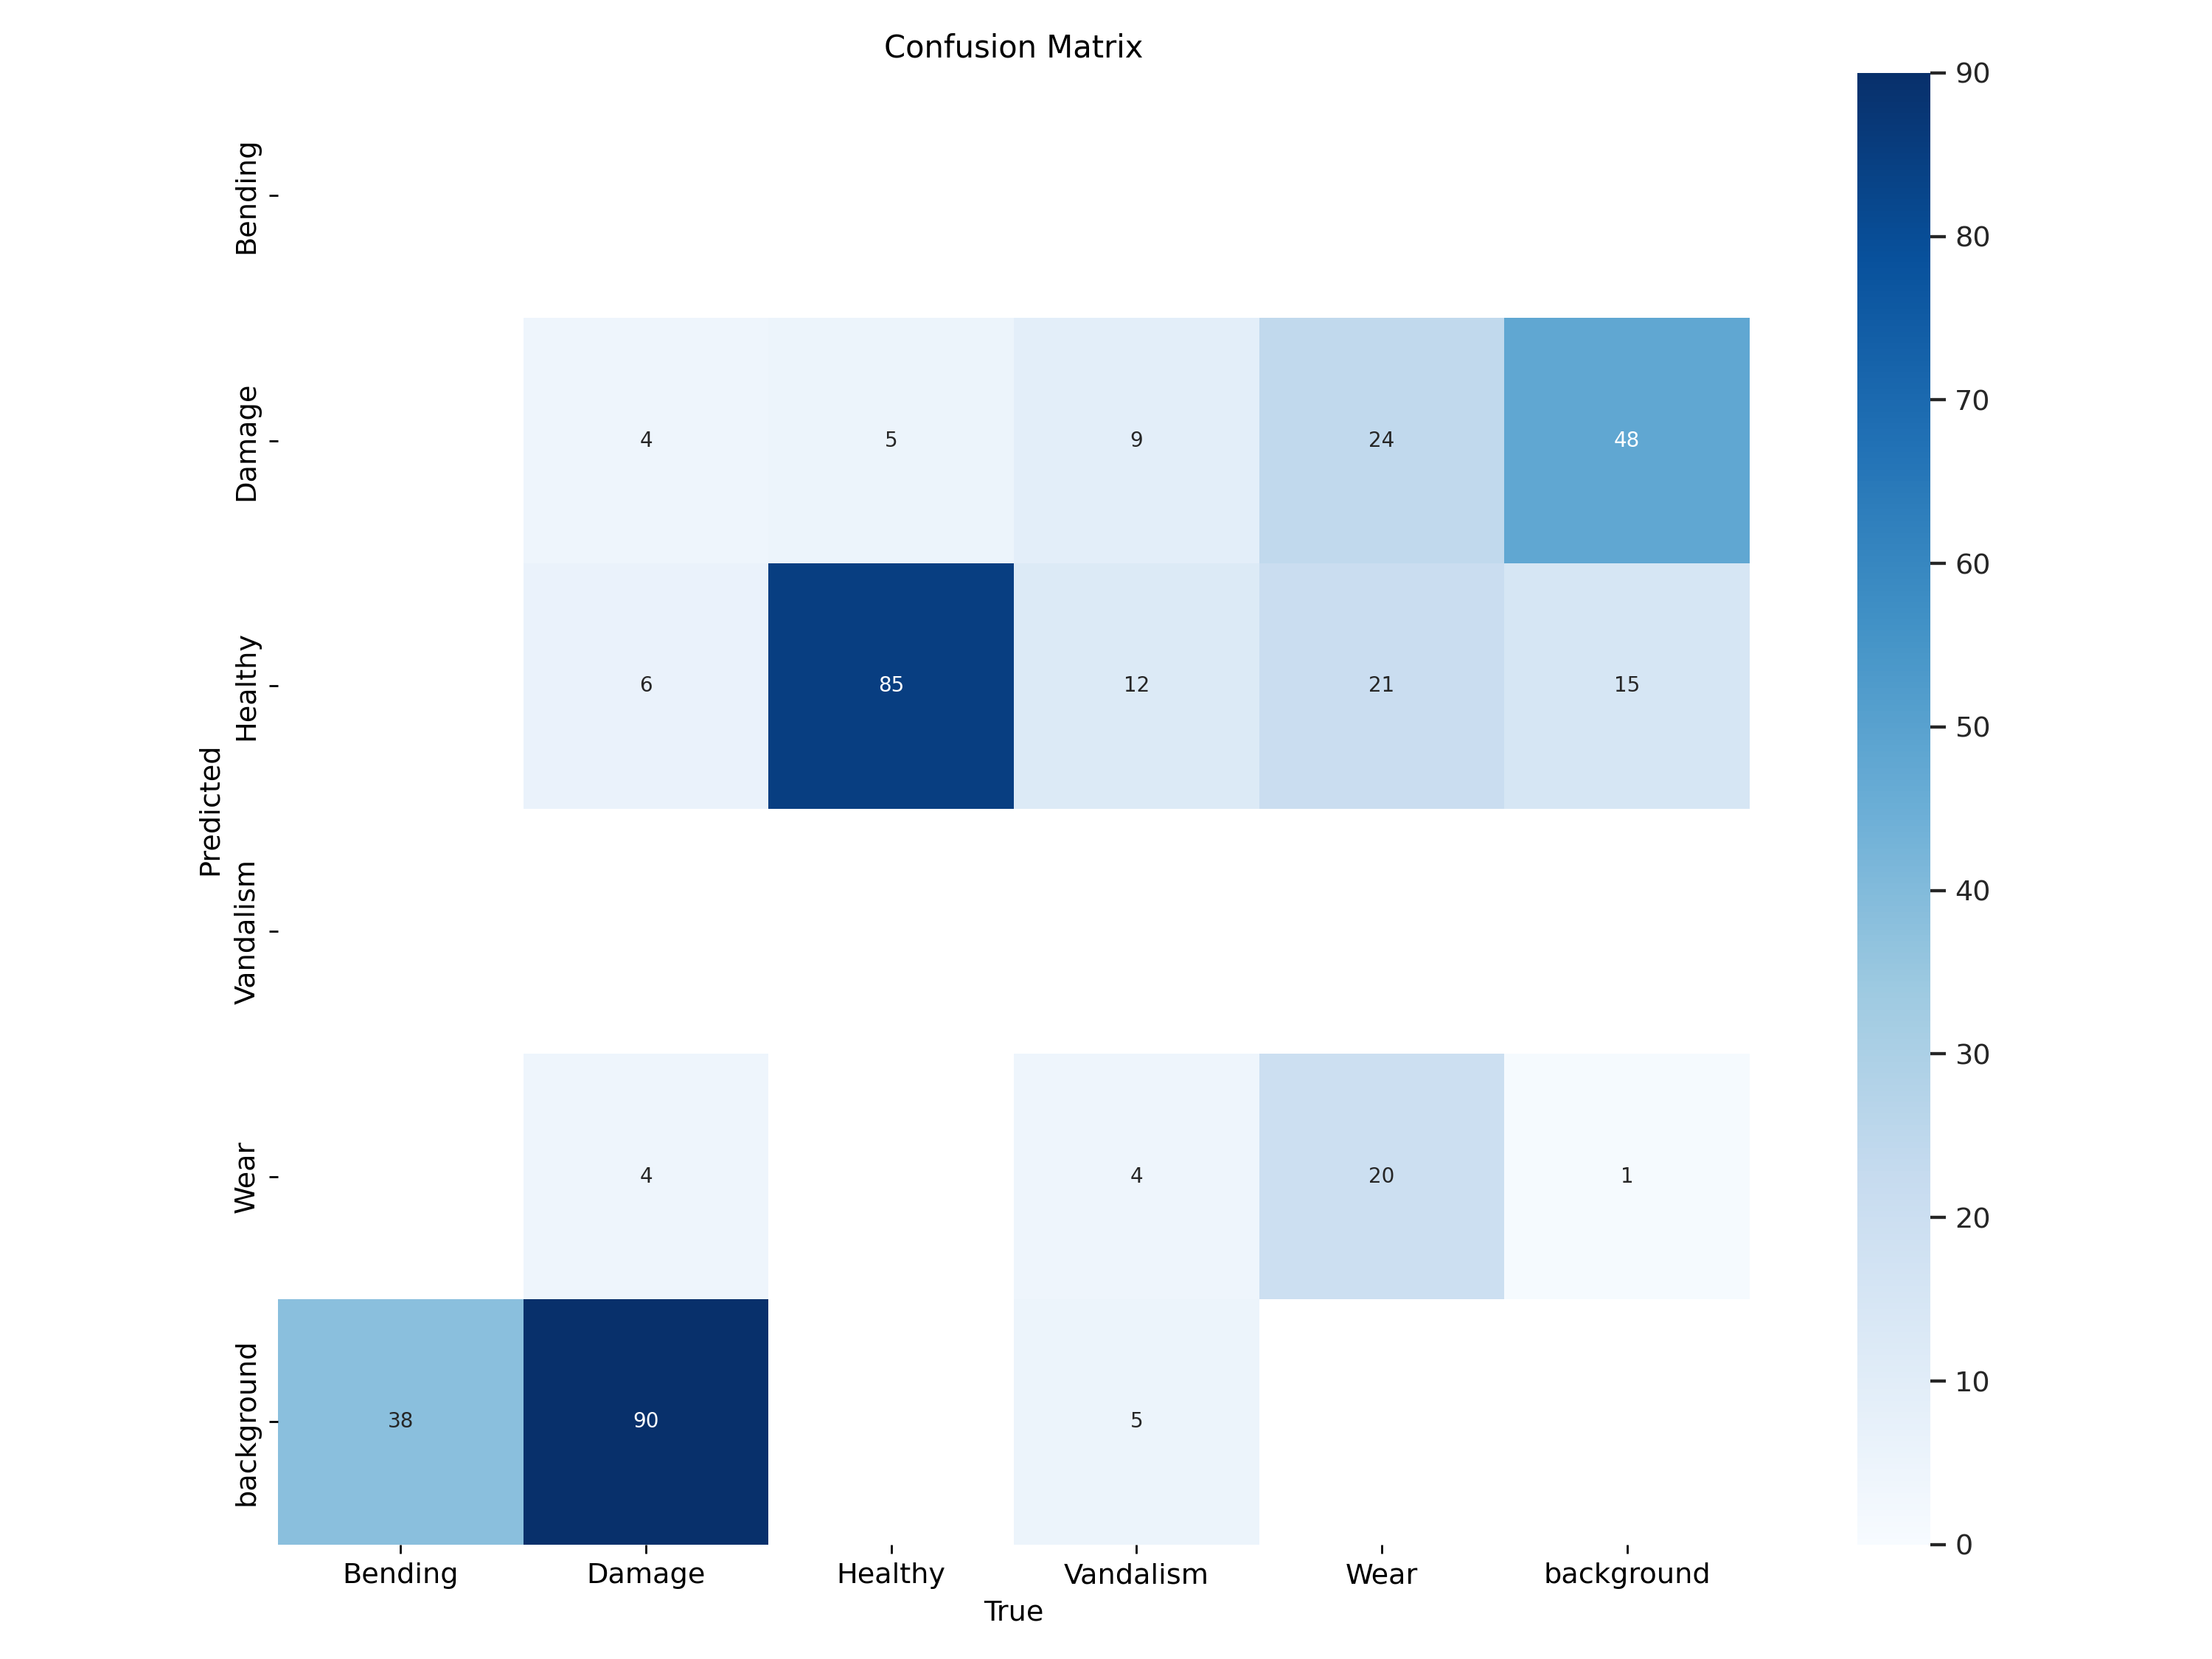 Confusion Matrix
Predicted
Bending
Damage
4 5 9 24 48
Healthy
6 85 12 21 15
Vandalism
Wear
4 4 20 1
background
38 90 5
Bending Damage Healthy Vandalism Wear background
True
90
80
70
60
50
40
30
20
10
0